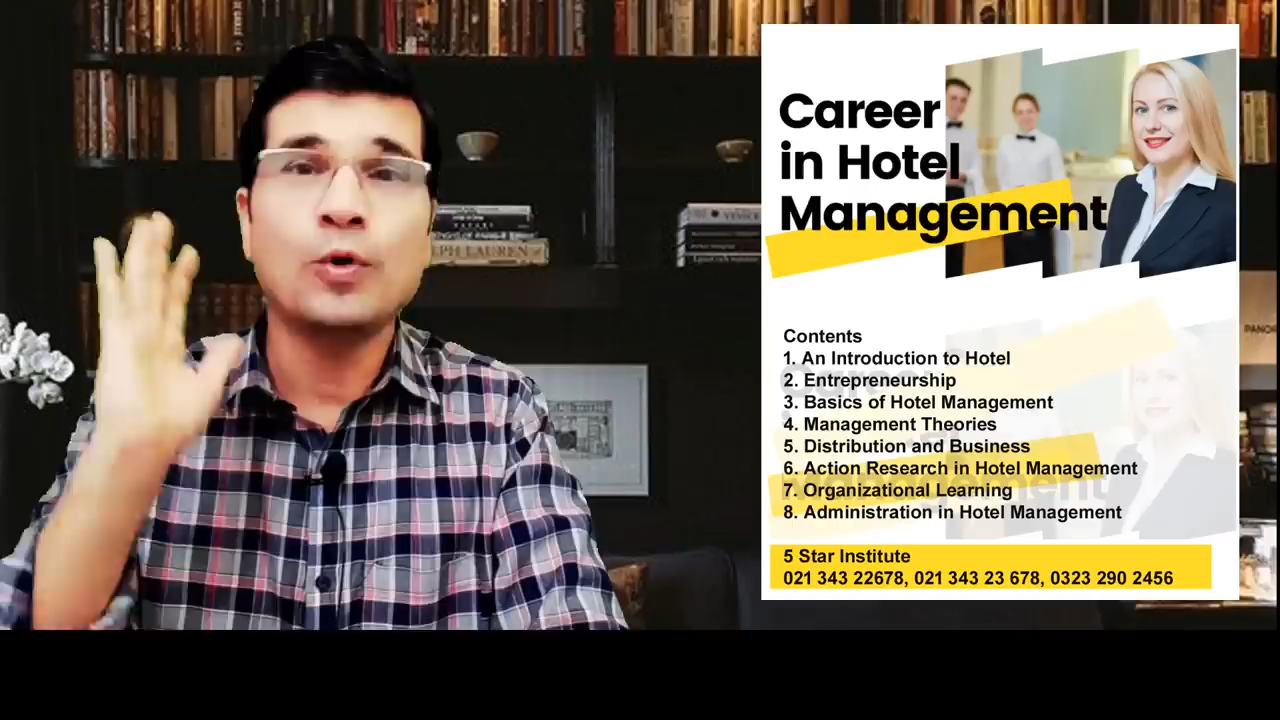 Career
in Hotel
Management
Contents
1. An Introduction to Hotel
2. Entrepreneurship
3. Basics of Hotel Management
4. Management Theories
5. Distribution and Business
6. Action Research in Hotel Management
7. Organizational Learning
8. Administration in Hotel Management
5 Star Institute
021 343 22678, 021 343 23 678, 0323 290 2456
RALPH LAUREN